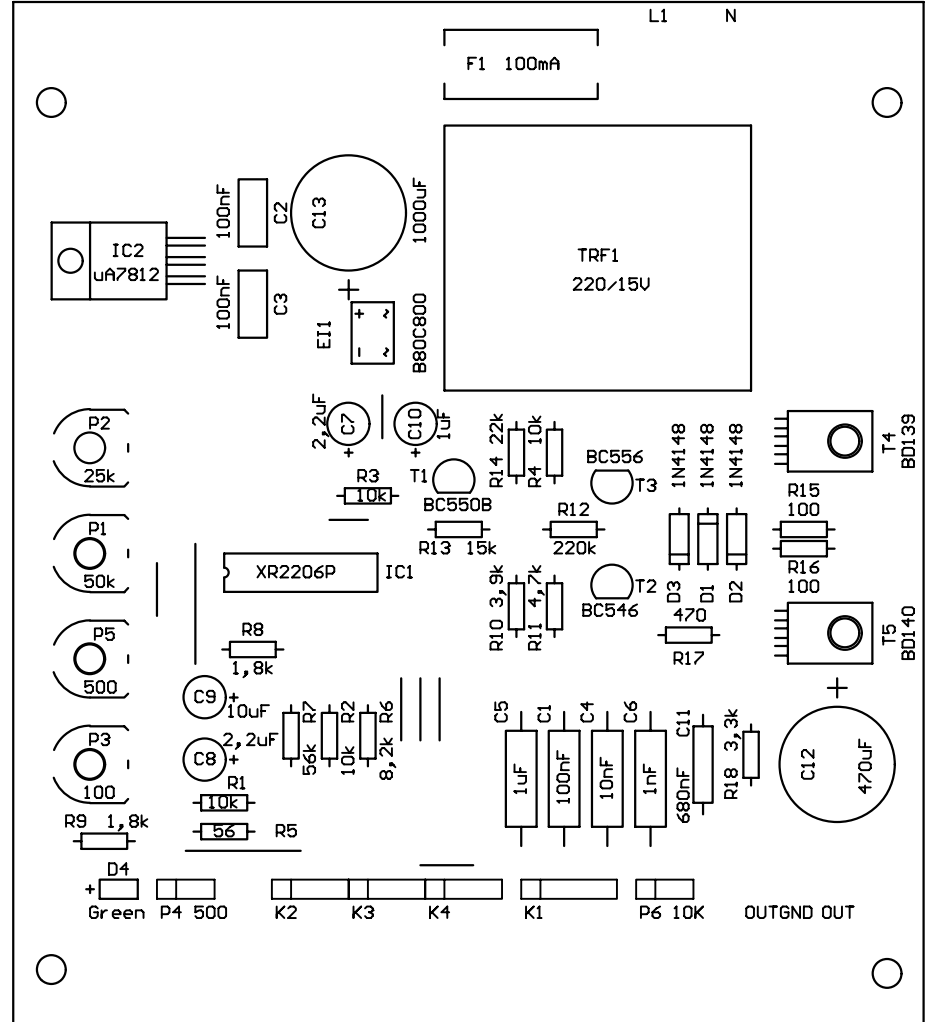 L1 N
F1 100mA
100nF
C2
C13
1000uF
IC2
uA7812
TRF1
220/15V
100nF
C3
EI1
+ ~
- ~
B80C800
+
P2
25k
2,2uF
C7
+
C10
1uF
+
R14 22k
R4 10k
BC556
T3
1N4148
1N4148
1N4148
T4
BD139
R3
10k
T1
BC550B
R13 15k
R12
220k
R15
100
R16
100
P1
50k
XR2206P
IC1
R10 3,9k
R11 4,7k
T2
BC546
D3
D1
D2
470
R17
T5
BD140
P5
500
R8
1,8k
C9
+
10uF
2,2uF
C8
+
R7
56k
R2
10k
R6
8,2k
C5
1uF
C1
100nF
C4
10nF
C6
1nF
C11
680nF
R18 3,3k
+
C12
470uF
P3
100
R1
10k
R9 1,8k
56
R5
D4
+
Green
P4 500
K2
K3
K4
K1
P6 10K
OUTGND OUT